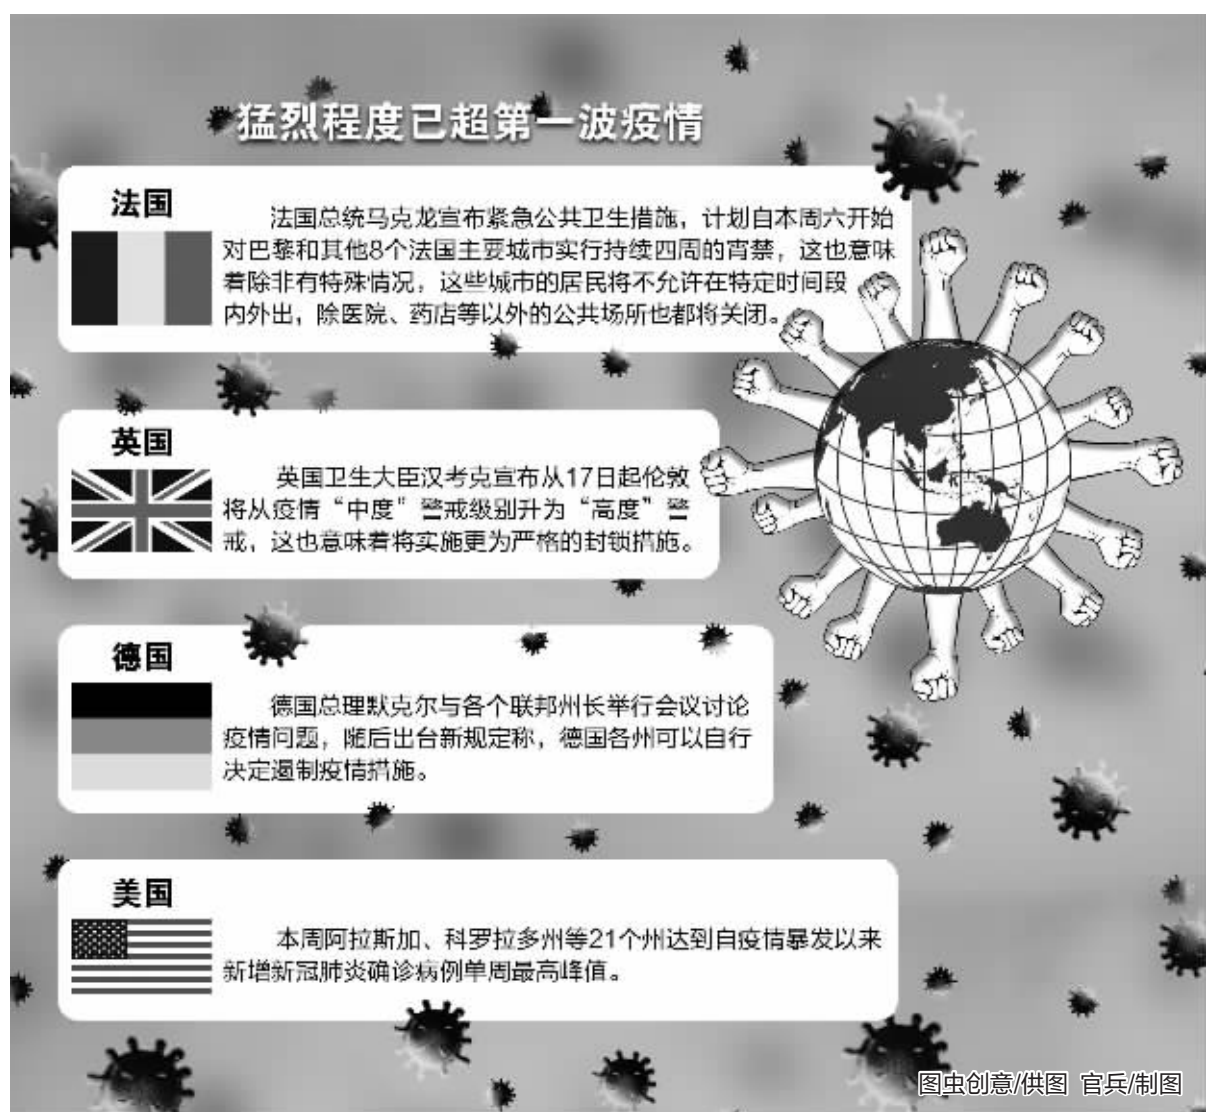 猛烈程度已超第一波疫情
法国
法国总统马克龙宣布紧急公共卫生措施，计划自本周六开始
对巴黎和其他8个法国主要城市实行持续四周的宵禁，这也意味
着除非有特殊情况，这些城市的居民将不允许在特定时间段
内外出，除医院、药店等以外的公共场所也都将关闭。
英国
英国卫生大臣汉考克宣布从17日起伦敦
将从疫情“中度”警戒级别升为“高度”警
戒，这也意味着将实施更为严格的封锁措施。
德国
德国总理默克尔与各个联邦州长举行会议讨论
疫情问题，随后出台新规定称，德国各州可以自行
决定遏制疫情措施。
美国
本周阿拉斯加、科罗拉多州等21个州达到自疫情暴发以来
新增新冠肺炎确诊病例单周最高峰值。
图虫创意/供图 官兵/制图